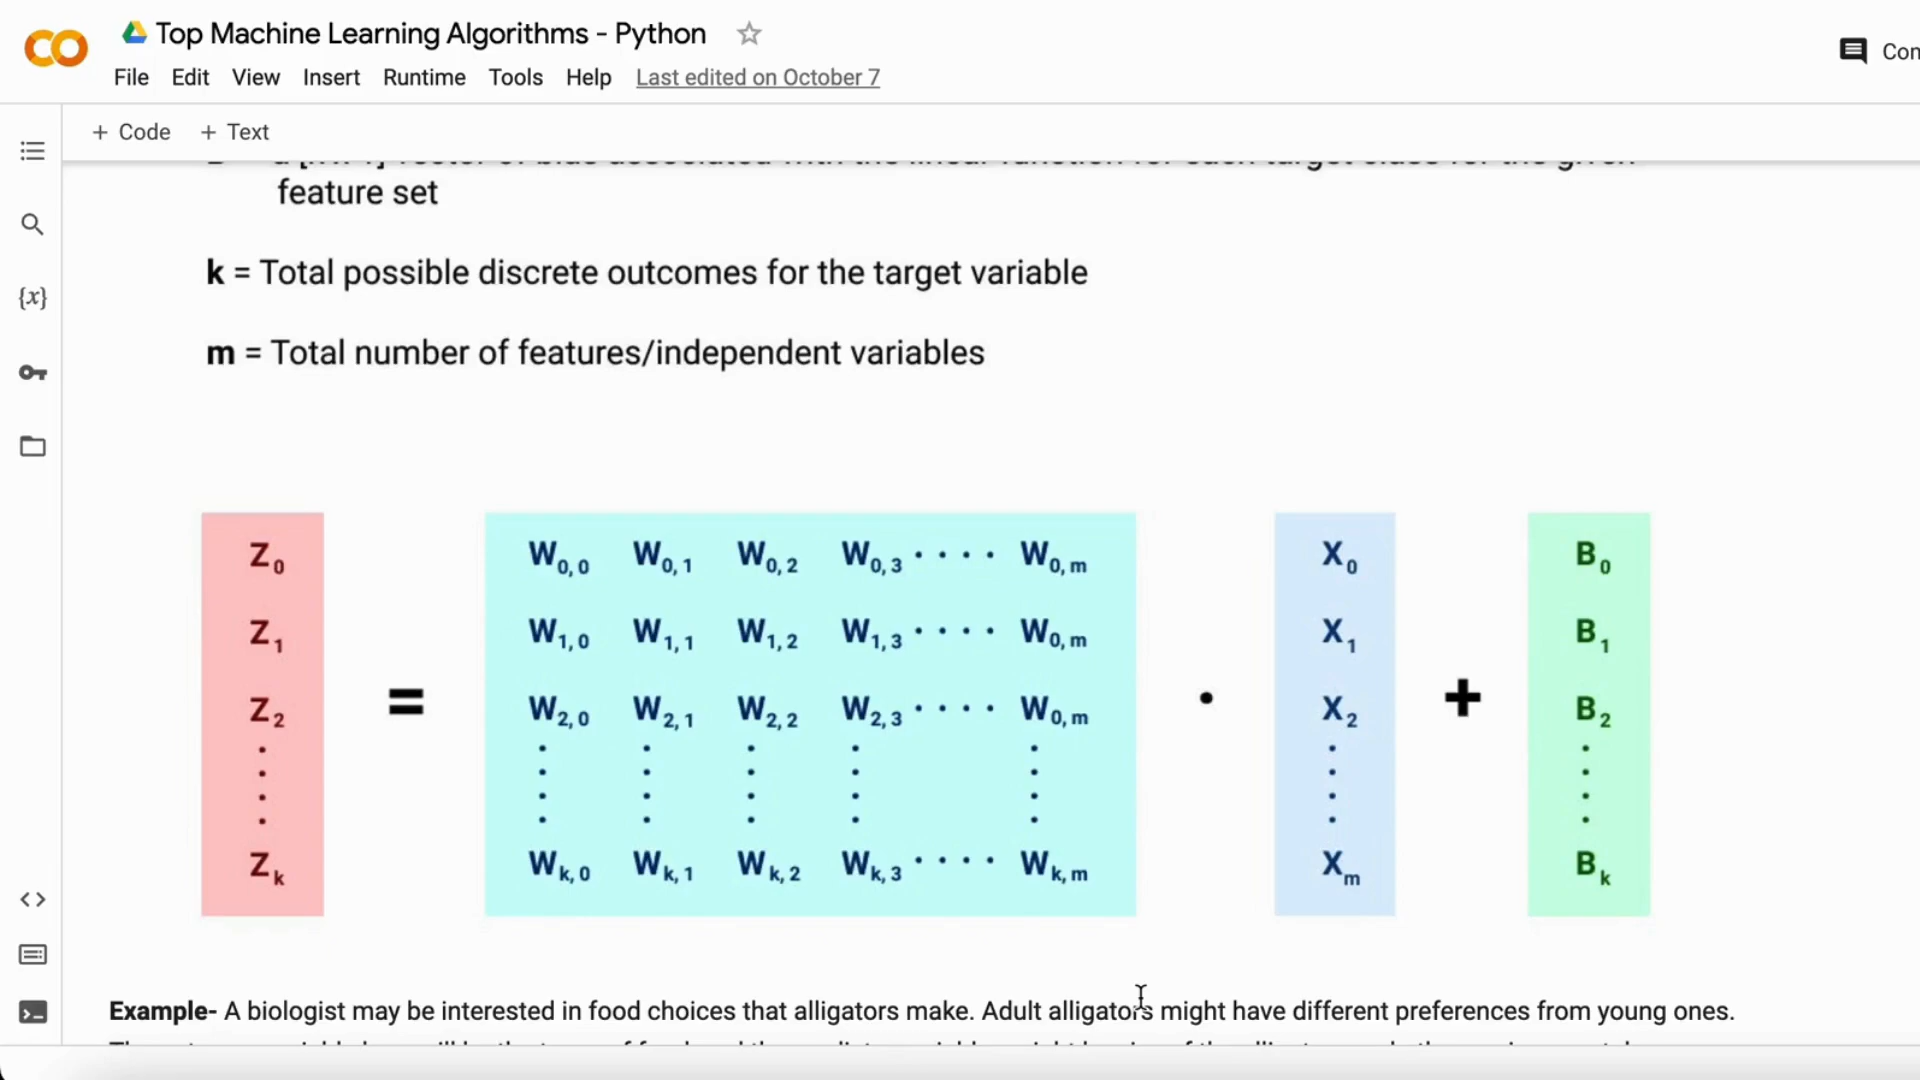 Top Machine Learning Algorithms - Python
File Edit View Insert Runtime Tools Help Last edited on October 7
+ Code + Text
feature set
k = Total possible discrete outcomes for the target variable
m = Total number of features/independent variables
Z0 W0,0 W0,1 W0,2 W0,3 · · · · W0,m X0 B0
Z1 W1,0 W1,1 W1,2 W1,3 · · · · W0,m X1 B1
= · +
Z2 W2,0 W2,1 W2,2 W2,3 · · · · W0,m X2 B2
Zk Wk,0 Wk,1 Wk,2 Wk,3 · · · · Wk,m Xm Bk
Example- A biologist may be interested in food choices that alligators make. Adult alligators might have different preferences from young ones.